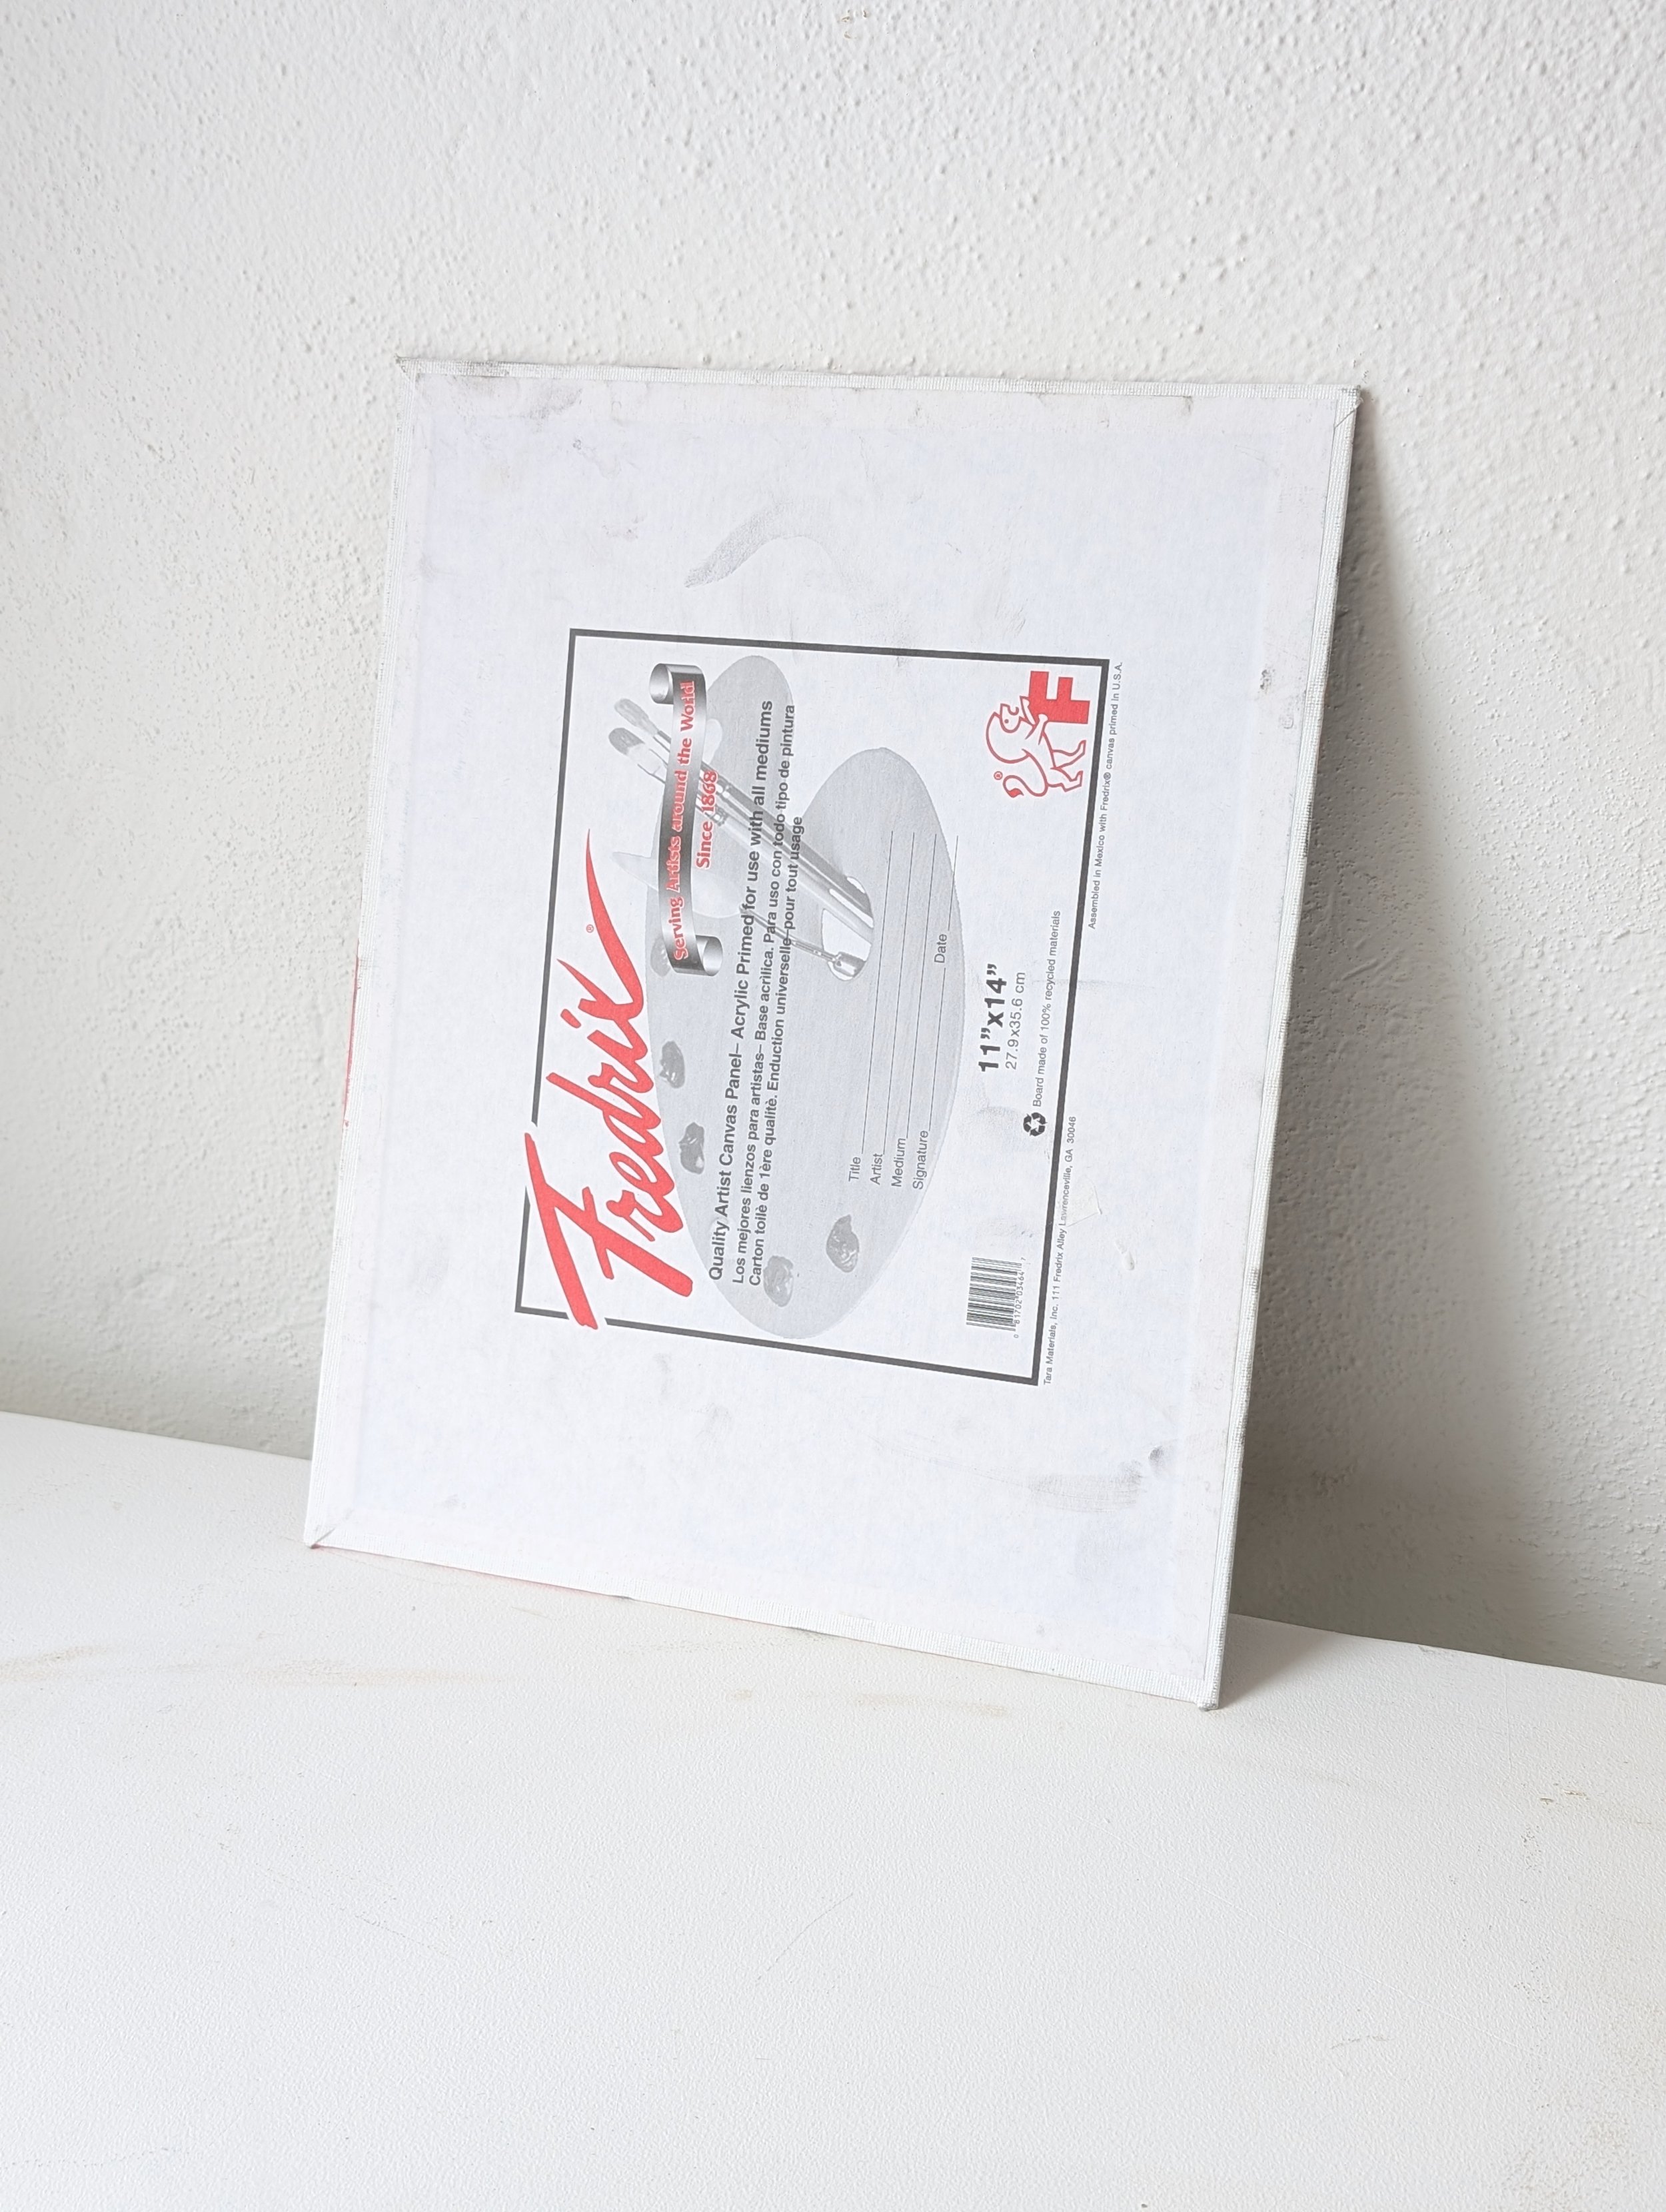 Fredrix®
Serving Artists around the World
Since 1868
Quality Artist Canvas Panel– Acrylic Primed for use with all mediums
Los mejores lienzos para artistas– Base acrilica. Para uso con todo tipo de pintura
Carton toilè de 1ère qualitè. Enduction universelle–pour tout usage
Title
Artist
Medium
Signature Date
11”x14”
27.9x35.6 cm
Board made of 100% recycled materials
®
F
Tara Materials, Inc. 111 Fredrix Alley Lawrenceville, GA 30046
Assembled in Mexico with Fredrix® canvas primed in U.S.A.